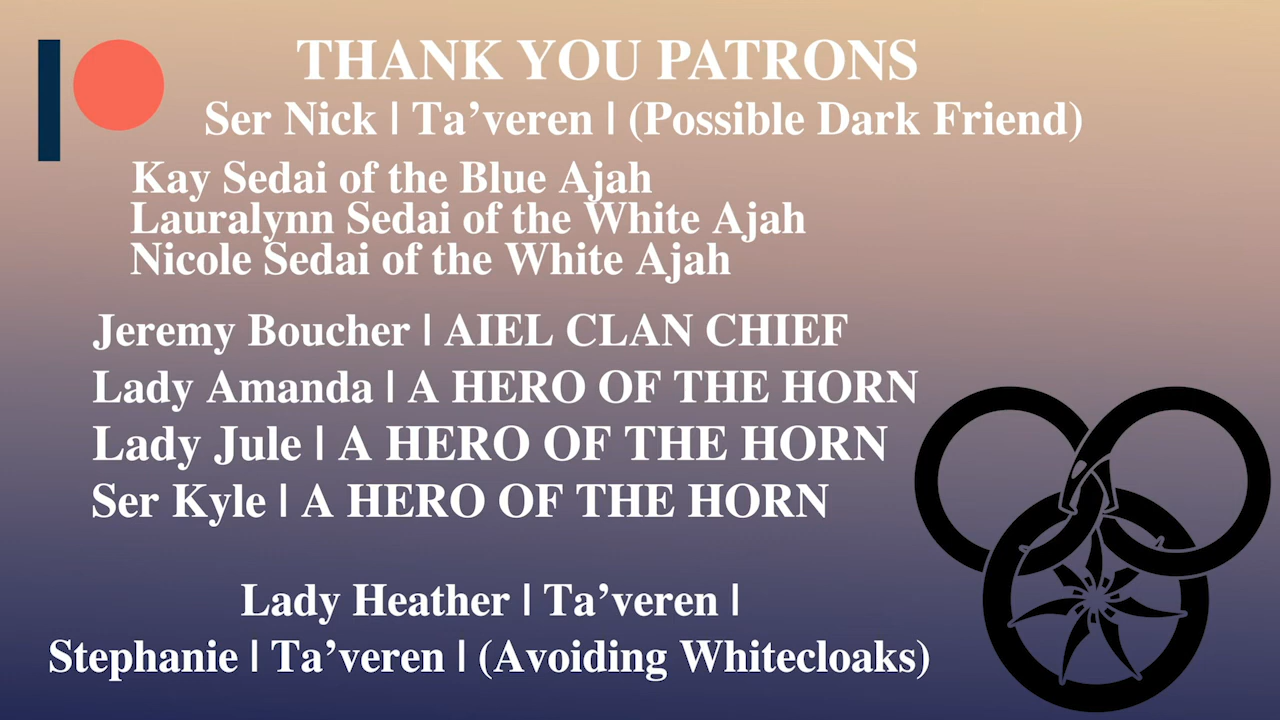 THANK YOU PATRONS
Ser Nick | Ta’veren | (Possible Dark Friend)
Kay Sedai of the Blue Ajah
Lauralynn Sedai of the White Ajah
Nicole Sedai of the White Ajah
Jeremy Boucher | AIEL CLAN CHIEF
Lady Amanda | A HERO OF THE HORN
Lady Jule | A HERO OF THE HORN
Ser Kyle | A HERO OF THE HORN
Lady Heather | Ta’veren |
Stephanie | Ta’veren | (Avoiding Whitecloaks)